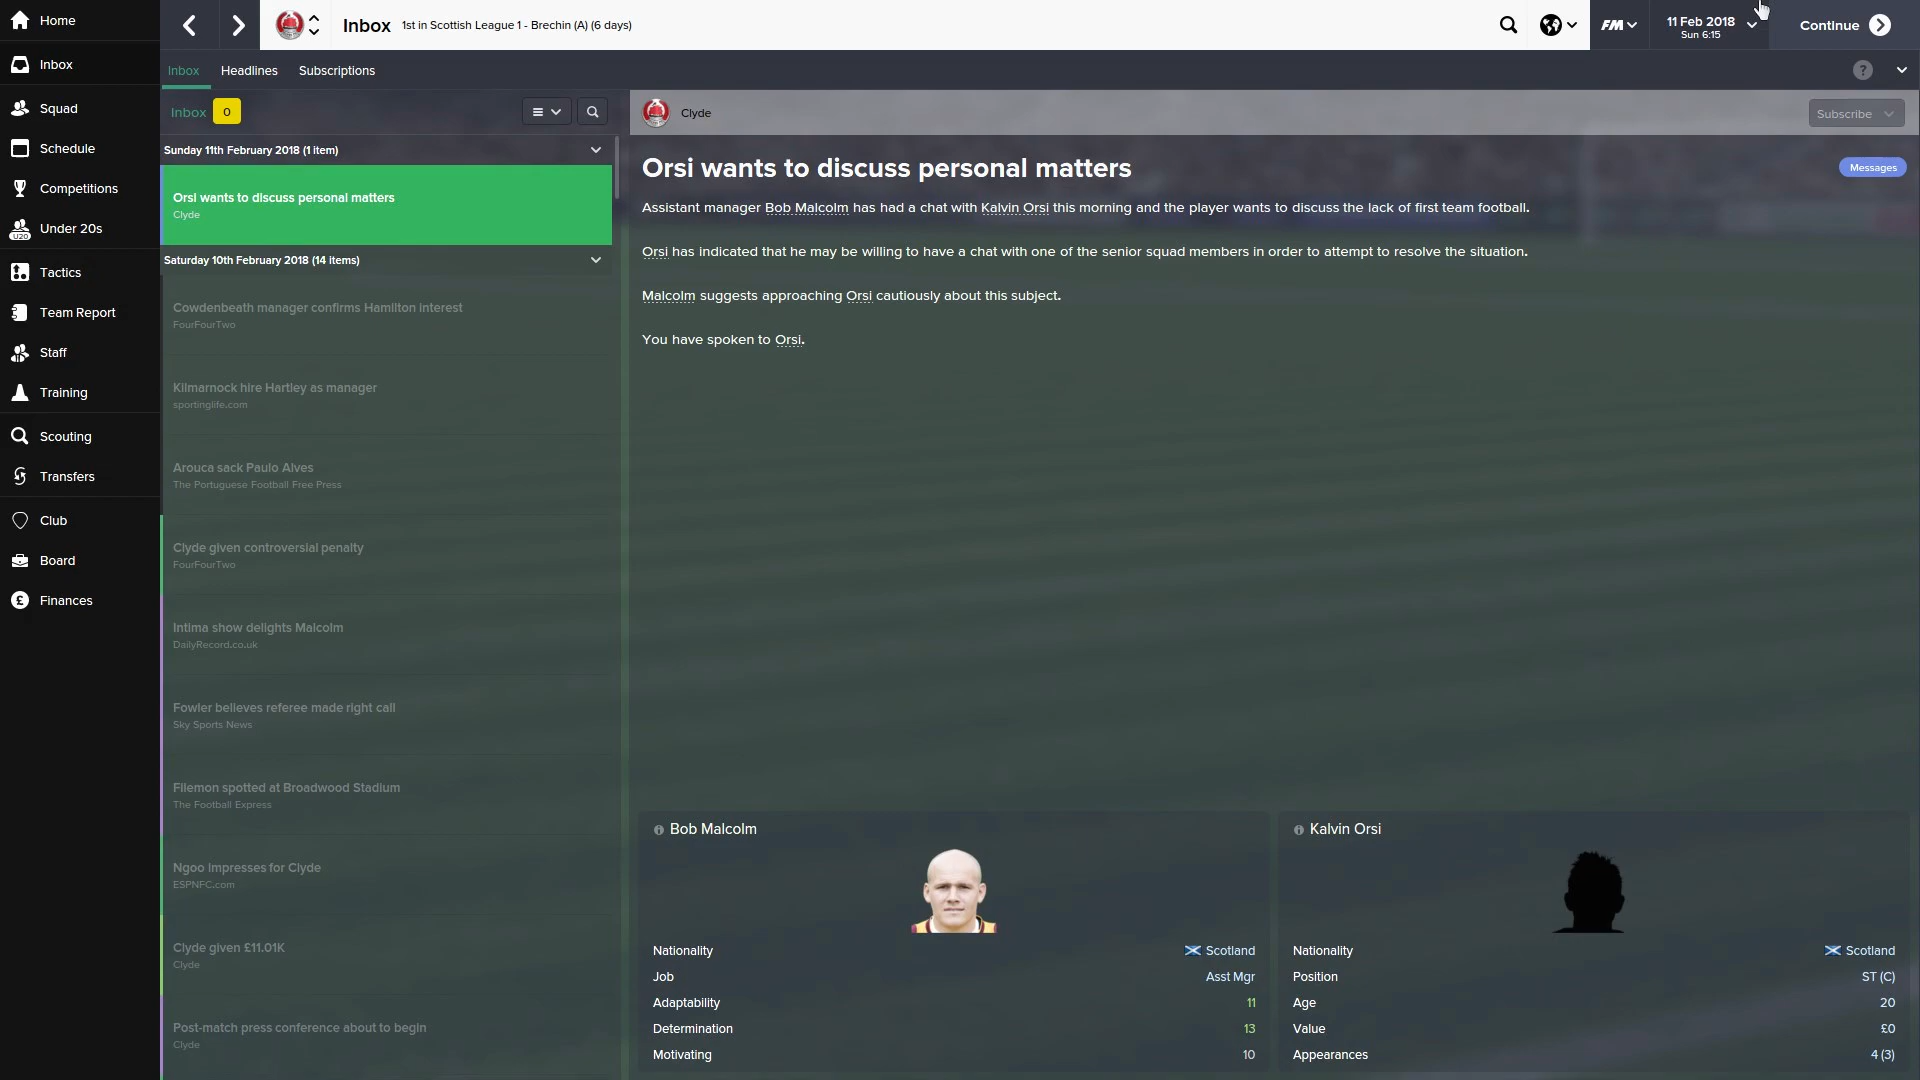 Home
Inbox
Squad
Schedule
Competitions
U20
Under 20s
Tactics
Team Report
Staff
Training
Scouting
Transfers
Club
Board
£ Finances
Inbox 1st in Scottish League 1 - Brechin (A) (6 days)
FM
11 Feb 2018
Sun 6:15
Continue
Inbox Headlines Subscriptions
?
Inbox 0
Sunday 11th February 2018 (1 item)
Orsi wants to discuss personal matters
Clyde
Saturday 10th February 2018 (14 items)
Cowdenbeath manager confirms Hamilton interest
FourFourTwo
Kilmarnock hire Hartley as manager
sportinglife.com
Arouca sack Paulo Alves
The Portuguese Football Free Press
Clyde given controversial penalty
FourFourTwo
Intima show delights Malcolm
DailyRecord.co.uk
Fowler believes referee made right call
Sky Sports News
Filemon spotted at Broadwood Stadium
The Football Express
Ngoo impresses for Clyde
ESPNFC.com
Clyde given £11.01K
Clyde
Post-match press conference about to begin
Clyde
Clyde
Subscribe
Orsi wants to discuss personal matters
Messages
Assistant manager Bob Malcolm has had a chat with Kalvin Orsi this morning and the player wants to discuss the lack of first team football.
Orsi has indicated that he may be willing to have a chat with one of the senior squad members in order to attempt to resolve the situation.
Malcolm suggests approaching Orsi cautiously about this subject.
You have spoken to Orsi.
Bob Malcolm
Nationality Scotland
Job Asst Mgr
Adaptability 11
Determination 13
Motivating 10
Kalvin Orsi
Nationality Scotland
Position ST (C)
Age 20
Value £0
Appearances 4 (3)